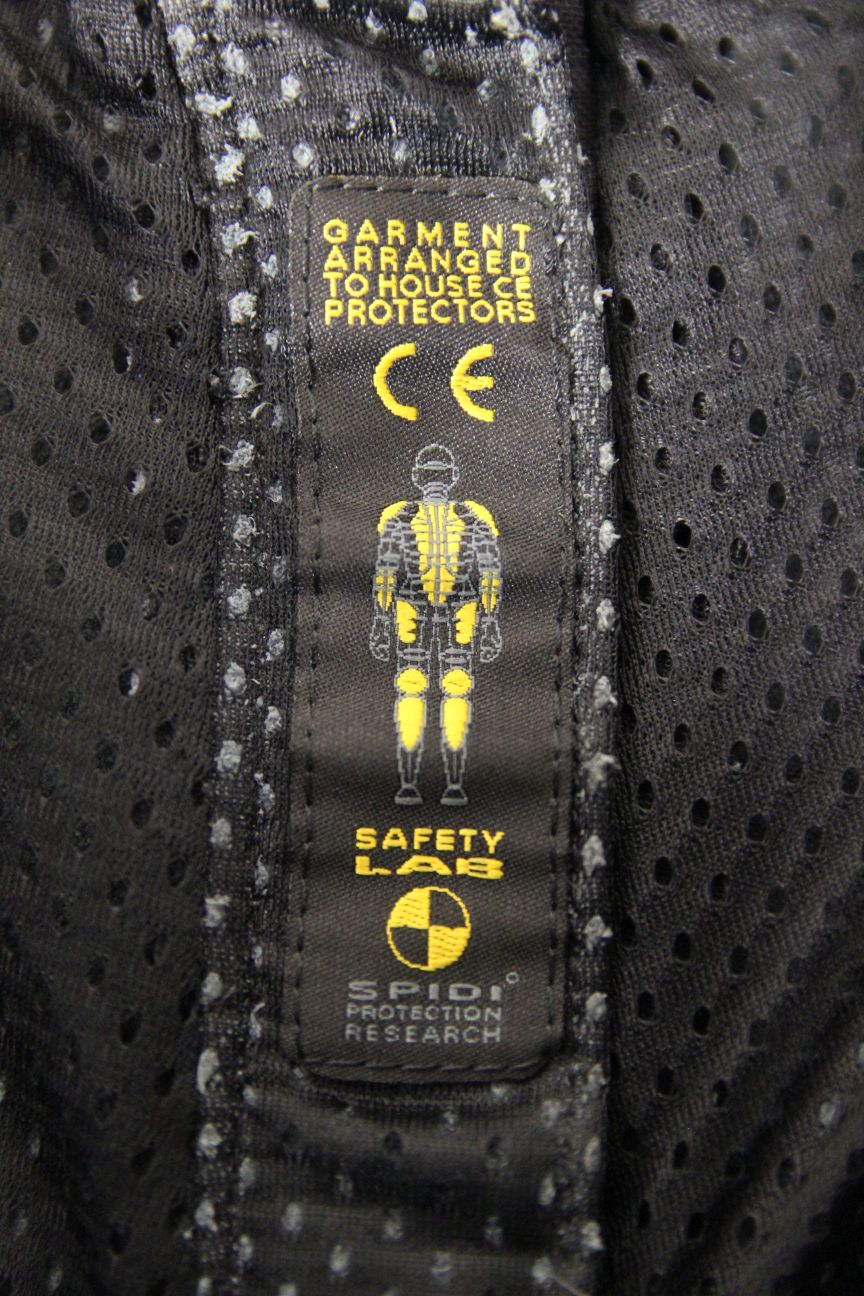 GARMENT
ARRANGED
TO HOUSE CE
PROTECTORS
CE
SAFETY
LAB
SPIDI°
PROTECTION
RESEARCH